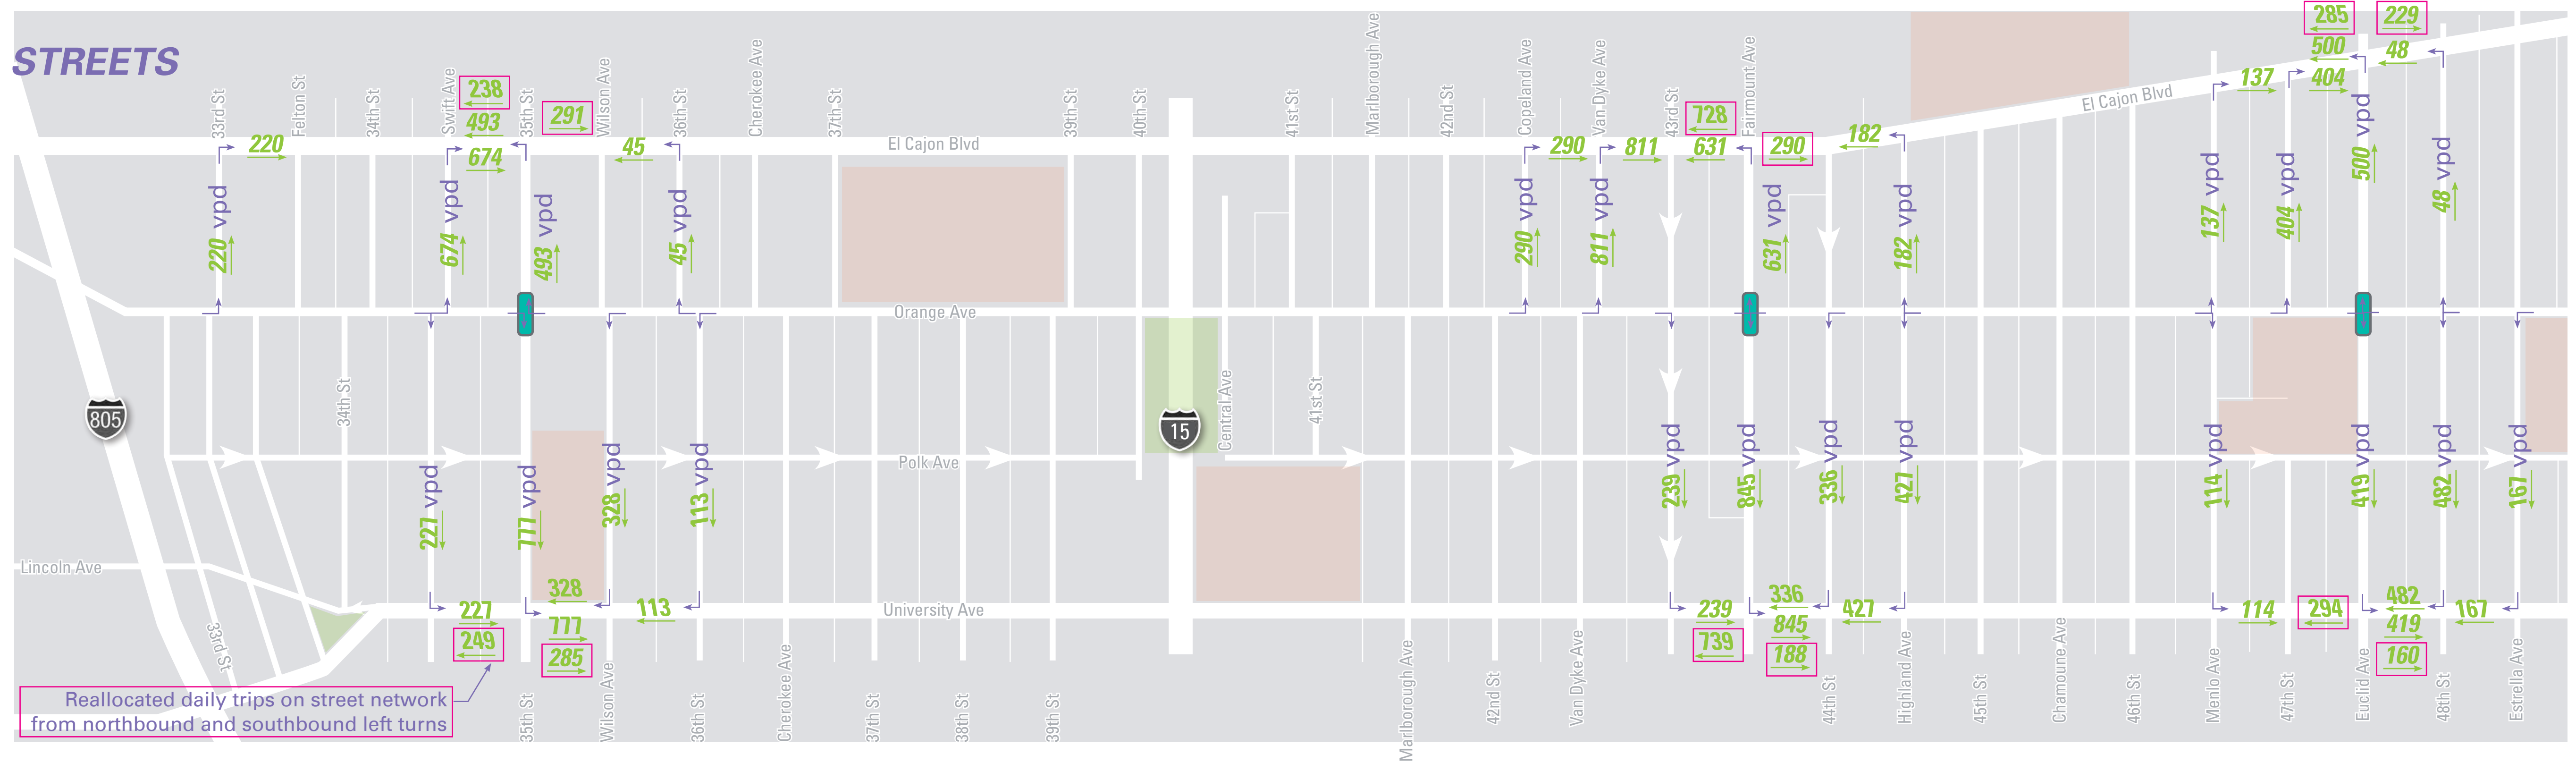 STREETS
285
229
500
48
137
404
238
493
674
291
45
220
728
631
290
182
290
811
33rd St
Felton St
34th St
Swift Ave
35th St
Wilson Ave
36th St
Cherokee Ave
37th St
39th St
40th St
41st St
Marlborough Ave
42nd St
Copeland Ave
Van Dyke Ave
43rd St
Fairmount Ave
El Cajon Blvd
El Cajon Blvd
220 vpd
674 vpd
493 vpd
45 vpd
290 vpd
811 vpd
631 vpd
182 vpd
137 vpd
404 vpd
500 vpd
48 vpd
Orange Ave
805
34th St
15
Central Ave
41st St
Polk Ave
227 vpd
777 vpd
328 vpd
113 vpd
239 vpd
845 vpd
336 vpd
427 vpd
114 vpd
419 vpd
482 vpd
167 vpd
Lincoln Ave
University Ave
227
249
328
777
285
113
239
739
336
845
188
427
114
294
482
419
160
167
33rd St
35th St
Wilson Ave
36th St
Cherokee Ave
37th St
38th St
39th St
Marlborough Ave
42nd St
Van Dyke Ave
44th St
Highland Ave
45th St
Chamoune Ave
46th St
Menlo Ave
47th St
Euclid Ave
48th St
Estrella Ave
Reallocated daily trips on street network
from northbound and southbound left turns